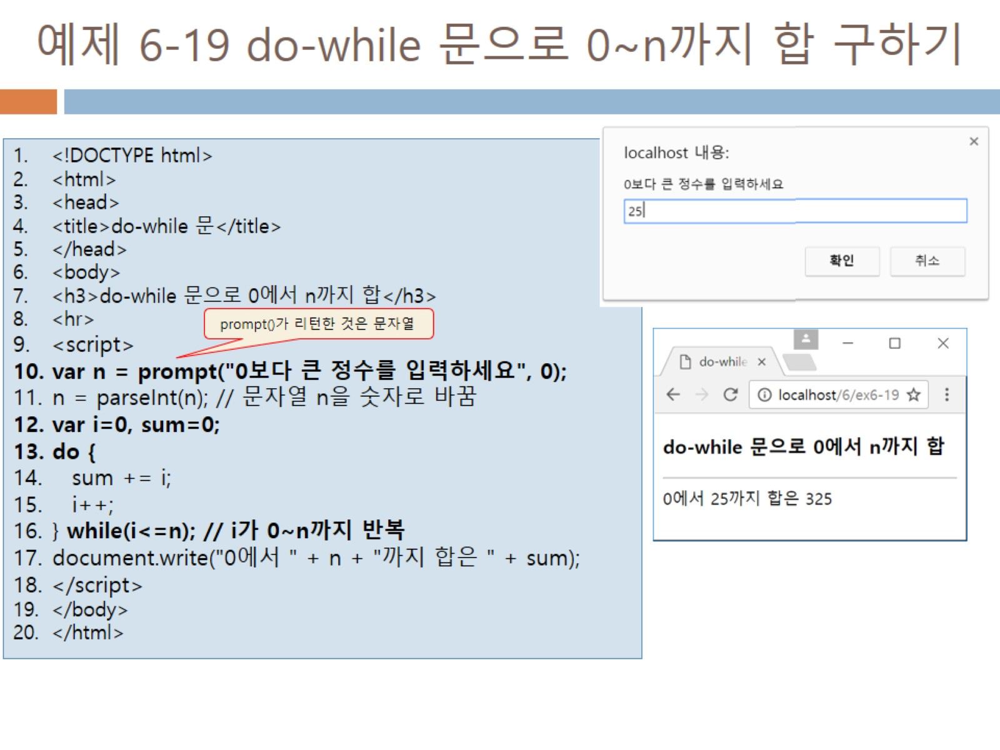 예제 6-19 do-while 문으로 0~n까지 합 구하기
1. <!DOCTYPE html>
2. <html>
3. <head>
4. <title>do-while 문</title>
5. </head>
6. <body>
7. <h3>do-while 문으로 0에서 n까지 합</h3>
8. <hr>
prompt()가 리턴한 것은 문자열
9. <script>
10. var n = prompt("0보다 큰 정수를 입력하세요", 0);
11. n = parseInt(n); // 문자열 n을 숫자로 바꿈
12. var i=0, sum=0;
13. do {
14. sum += i;
15. i++;
16. } while(i<=n); // i가 0~n까지 반복
17. document.write("0에서 " + n + "까지 합은 " + sum);
18. </script>
19. </body>
20. </html>
localhost 내용:
0보다 큰 정수를 입력하세요
25
확인 취소
do-while
localhost/6/ex6-19
do-while 문으로 0에서 n까지 합
0에서 25까지 합은 325